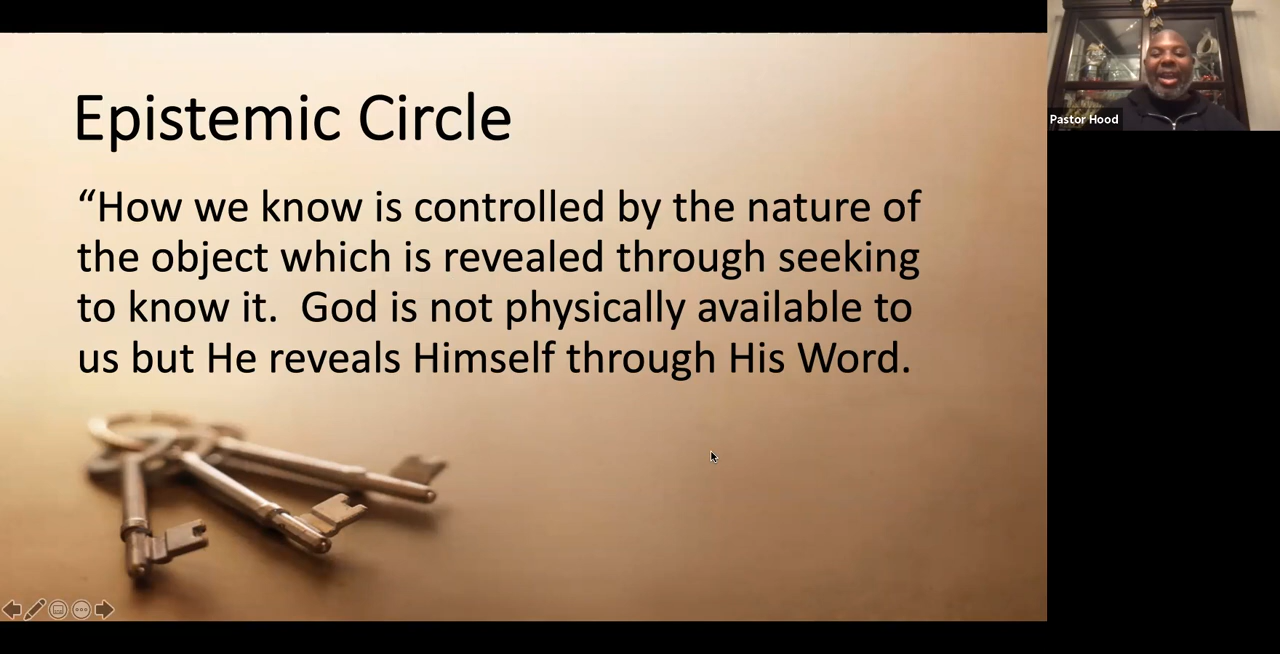 Epistemic Circle
“How we know is controlled by the nature of
the object which is revealed through seeking
to know it.  God is not physically available to
us but He reveals Himself through His Word.
Pastor Hood